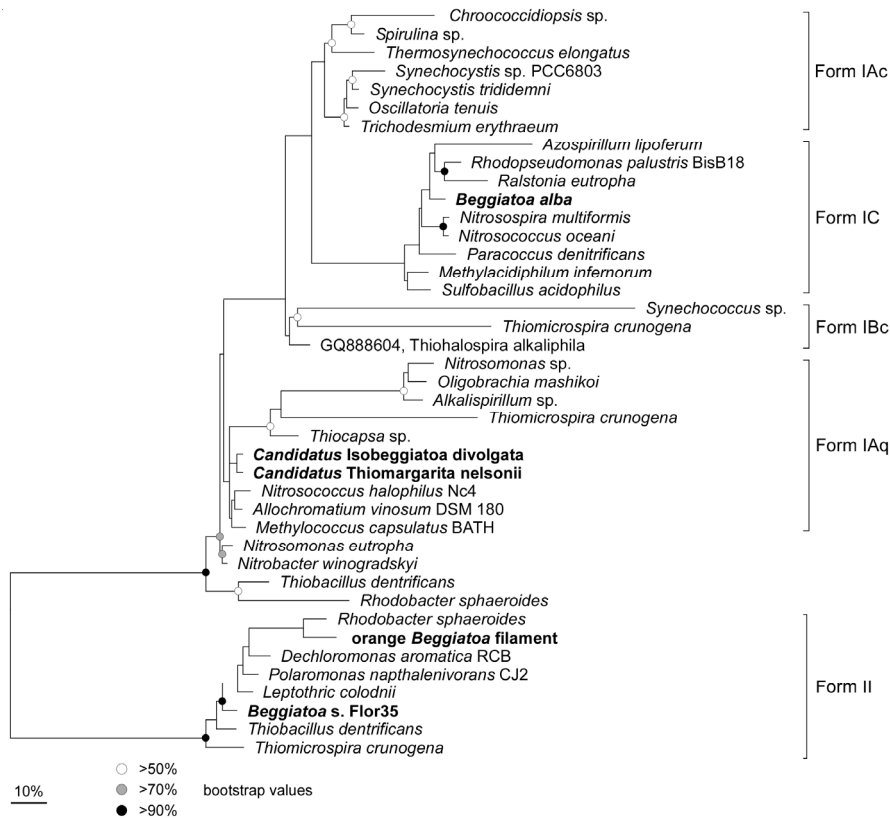 Chroococcidiopsis sp.
Spirulina sp.
Thermosynechococcus elongatus
Synechocystis sp. PCC6803
Synechocystis trididemni
Oscillatoria tenuis
Trichodesmium erythraeum
Form IAc
Azospirillum lipoferum
Rhodopseudomonas palustris BisB18
Ralstonia eutropha
Beggiatoa alba
Nitrosospira multiformis
Nitrosococcus oceani
Paracoccus denitrificans
Methylacidiphilum infernorum
Sulfobacillus acidophilus
Form IC
Synechococcus sp.
Thiomicrospira crunogena
GQ888604, Thiohalospira alkaliphila
Form IBc
Nitrosomonas sp.
Oligobrachia mashikoi
Alkalispirillum sp.
Thiomicrospira crunogena
Thiocapsa sp.
Candidatus Isobeggiatoa divolgata
Candidatus Thiomargarita nelsonii
Nitrosococcus halophilus Nc4
Allochromatium vinosum DSM 180
Methylococcus capsulatus BATH
Form IAq
Nitrosomonas eutropha
Nitrobacter winogradskyi
Thiobacillus dentrificans
Rhodobacter sphaeroides
Rhodobacter sphaeroides
orange Beggiatoa filament
Dechloromonas aromatica RCB
Polaromonas napthalenivorans CJ2
Leptothric colodnii
Beggiatoa s. Flor35
Thiobacillus dentrificans
Thiomicrospira crunogena
Form II
>50%
>70% bootstrap values
>90%
10%